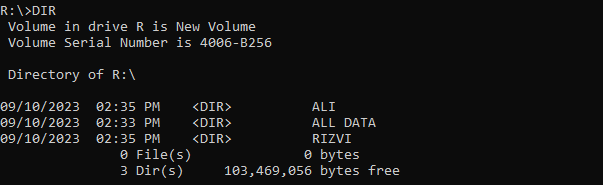 R:\>DIR
 Volume in drive R is New Volume
 Volume Serial Number is 4006-B256

 Directory of R:\

09/10/2023  02:35 PM    <DIR>          ALI
09/10/2023  02:33 PM    <DIR>          ALL DATA
09/10/2023  02:35 PM    <DIR>          RIZVI
               0 File(s)              0 bytes
               3 Dir(s)     103,469,056 bytes free